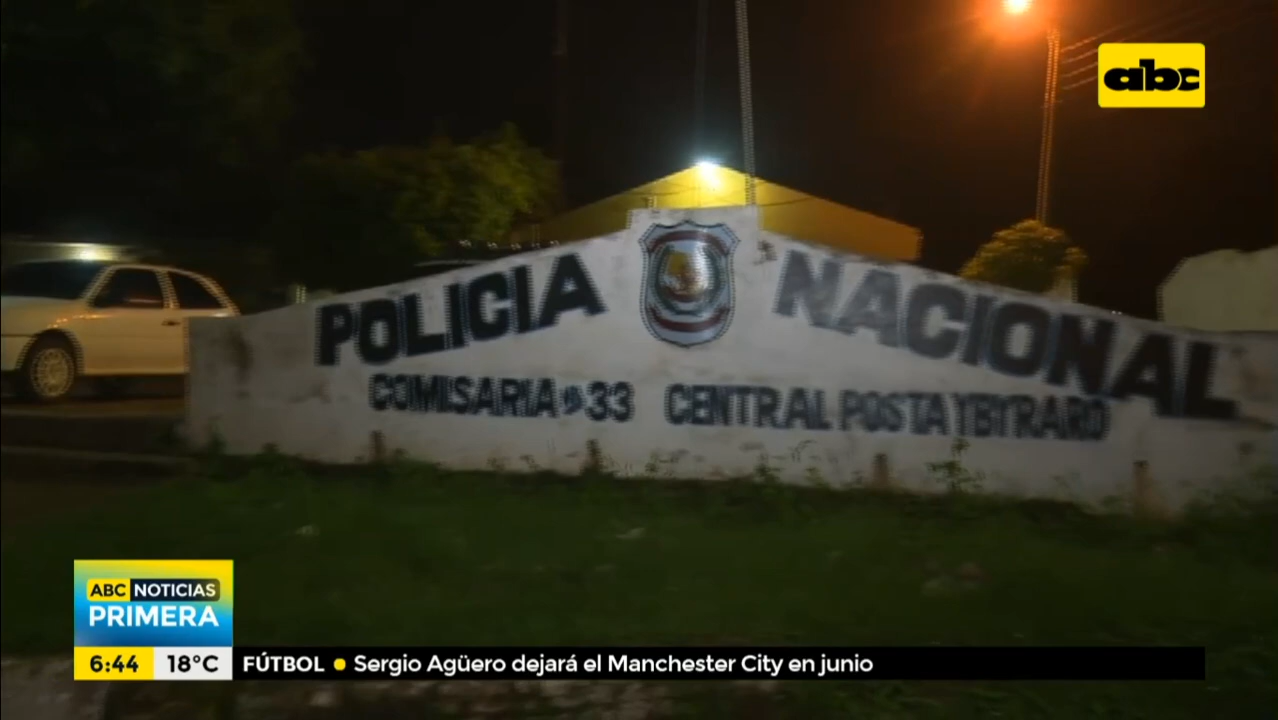 abc
POLICIA NACIONAL
COMISARIA Nº 33 CENTRAL POSTA YBYRARO
ABC NOTICIAS
PRIMERA
6:44 18°C FÚTBOL Sergio Agüero dejará el Manchester City en junio